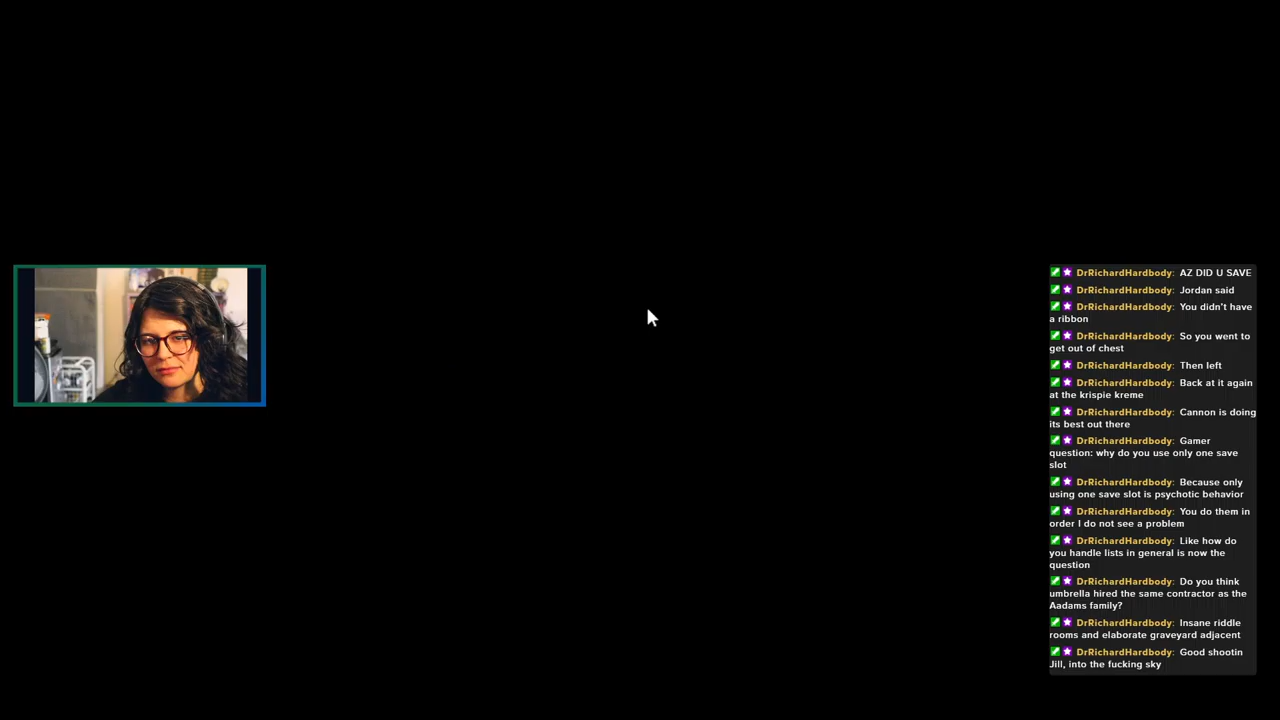 DrRichardHardbody: AZ DID U SAVE
DrRichardHardbody: Jordan said
DrRichardHardbody: You didn't have
a ribbon
DrRichardHardbody: So you went to
get out of chest
DrRichardHardbody: Then left
DrRichardHardbody: Back at it again
at the krispie kreme
DrRichardHardbody: Cannon is doing
its best out there
DrRichardHardbody: Gamer
question: why do you use only one save
slot
DrRichardHardbody: Because only
using one save slot is psychotic behavior
DrRichardHardbody: You do them in
order I do not see a problem
DrRichardHardbody: Like how do
you handle lists in general is now the
question
DrRichardHardbody: Do you think
umbrella hired the same contractor as the
Aadams family?
DrRichardHardbody: Insane riddle
rooms and elaborate graveyard adjacent
DrRichardHardbody: Good shootin
Jill, into the fucking sky